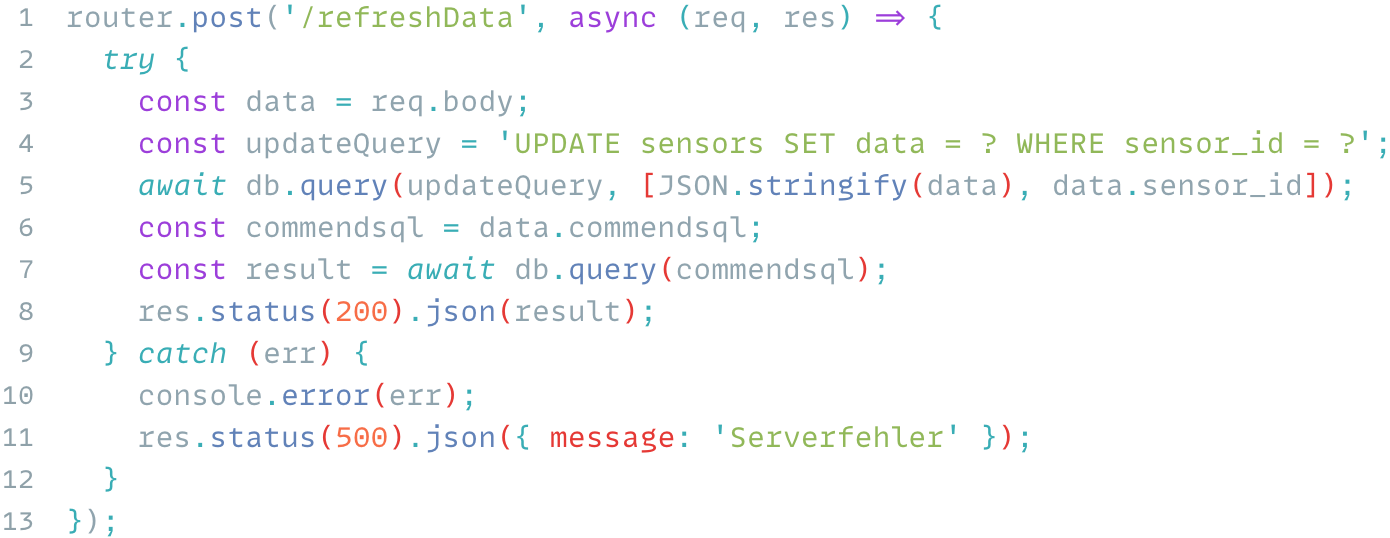 1 router.post('/refreshData', async (req, res) => {
2 try {
3 const data = req.body;
4 const updateQuery = 'UPDATE sensors SET data = ? WHERE sensor_id = ?';
5 await db.query(updateQuery, [JSON.stringify(data), data.sensor_id]);
6 const commendsql = data.commendsql;
7 const result = await db.query(commendsql);
8 res.status(200).json(result);
9 } catch (err) {
10 console.error(err);
11 res.status(500).json({ message: 'Serverfehler' });
12 }
13 });